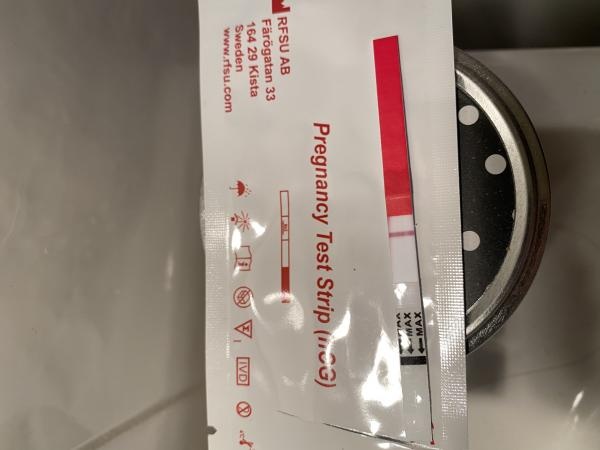 RFSU AB
Färögatan 33
164 29 Kista
Sweden
www.rfsu.com
Pregnancy Test Strip (hCG)
IVD
MAX
MAX